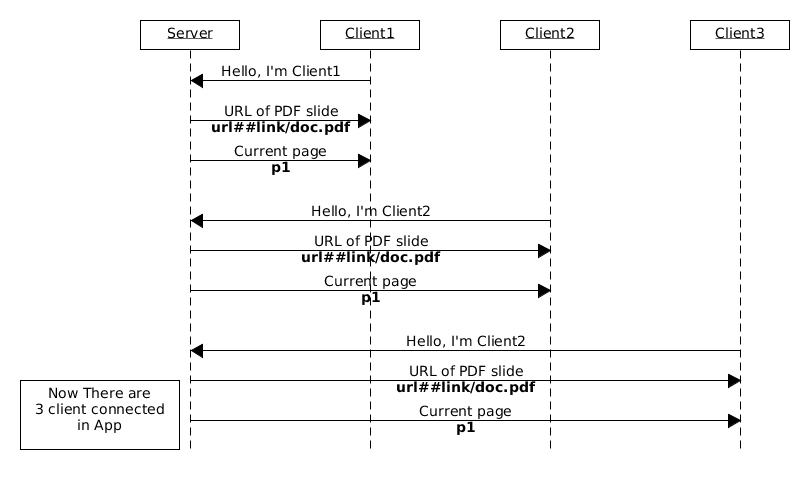 Server
Client1
Client2
Client3
Hello, I'm Client1
URL of PDF slide
url##link/doc.pdf
Current page
p1
Hello, I'm Client2
URL of PDF slide
url##link/doc.pdf
Current page
p1
Hello, I'm Client2
URL of PDF slide
url##link/doc.pdf
Current page
p1
Now There are
3 client connected
in App